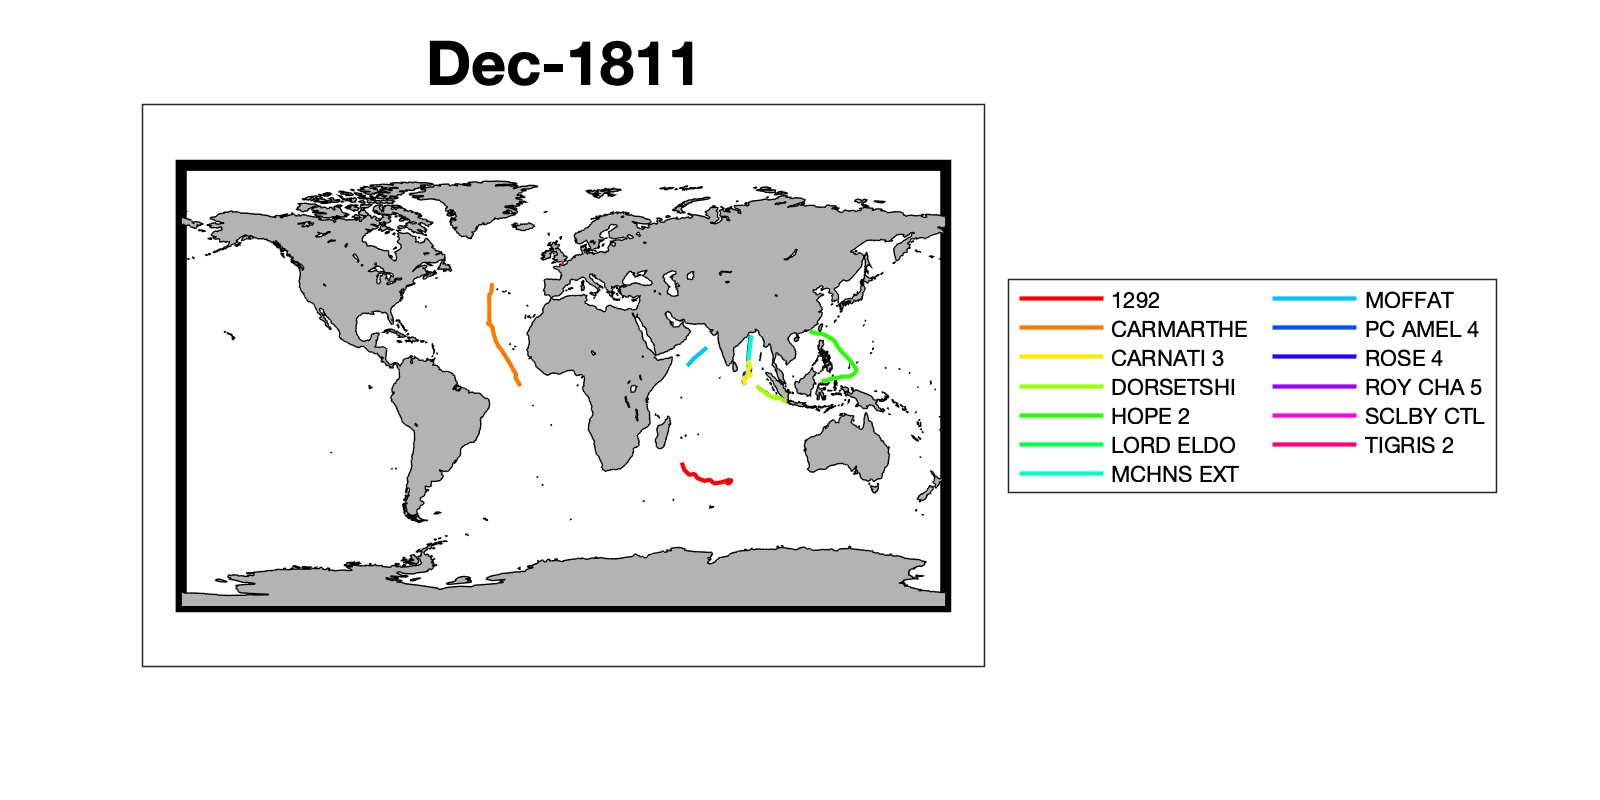 Dec-1811
1292
CARMARTHE
CARNATI 3
DORSETSHI
HOPE 2
LORD ELDO
MCHNS EXT
MOFFAT
PC AMEL 4
ROSE 4
ROY CHA 5
SCLBY CTL
TIGRIS 2